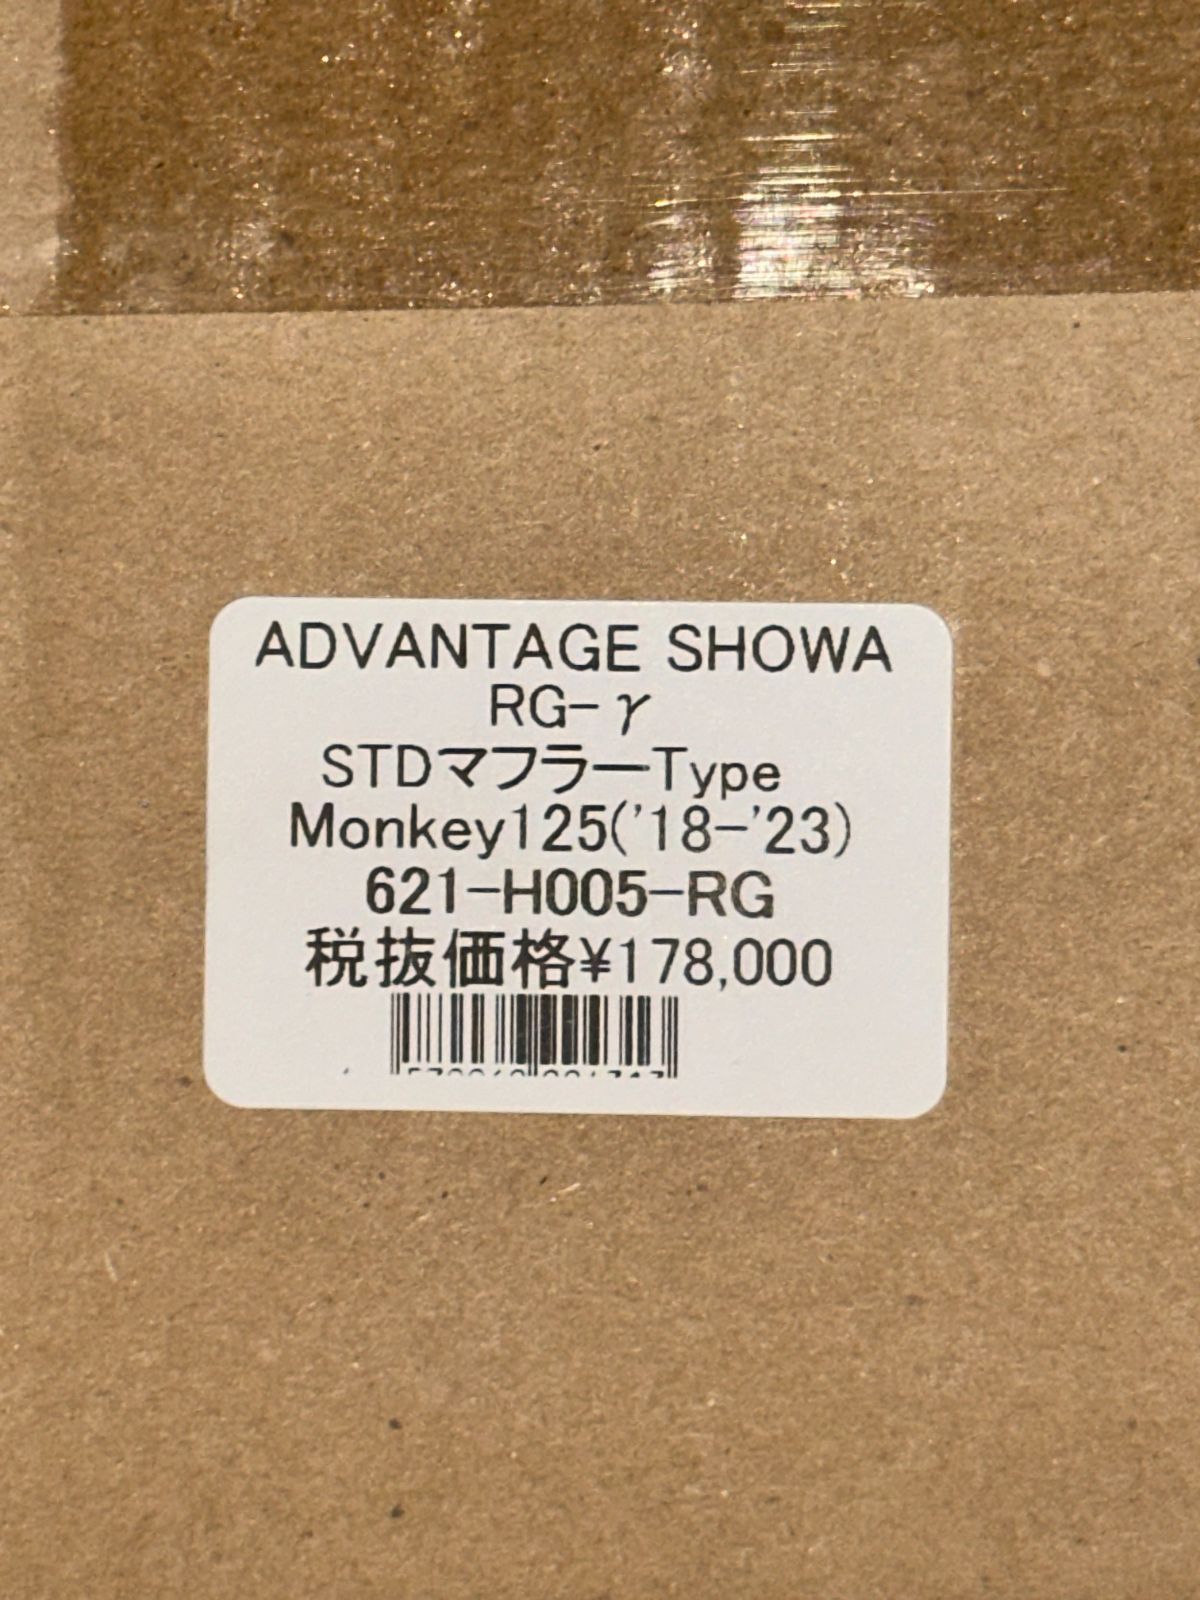 ADVANTAGE SHOWA
RG-γ
STDマフラーType
Monkey125('18-'23)
621-H005-RG
税抜価格¥178,000